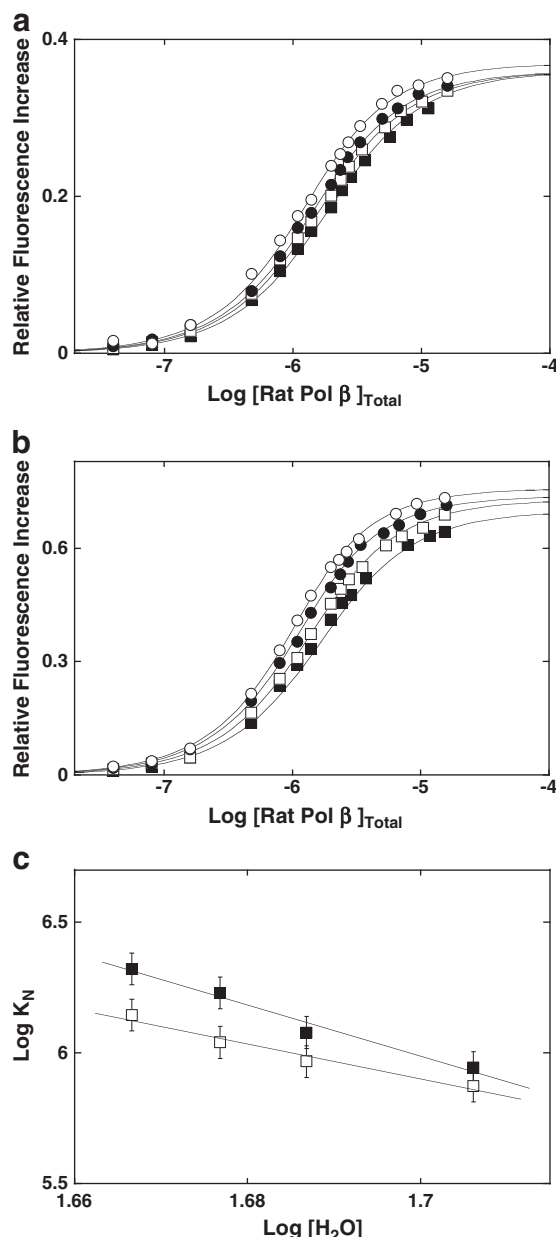 a
Relative Fluorescence Increase
0.4
0.2
0
-7
-6
-5
-4
Log [Rat Pol β ]Total
b
Relative Fluorescence Increase
0.6
0.3
0
-7
-6
-5
-4
Log [Rat Pol β ]Total
c
Log KN
6.5
6
5.5
1.66
1.68
1.7
Log [H2O]